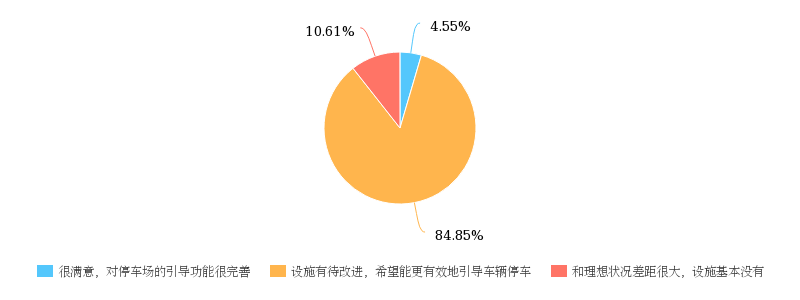 10.61%
4.55%
84.85%
很满意，对停车场的引导功能很完善
设施有待改进，希望能更有效地引导车辆停车
和理想状况差距很大，设施基本没有